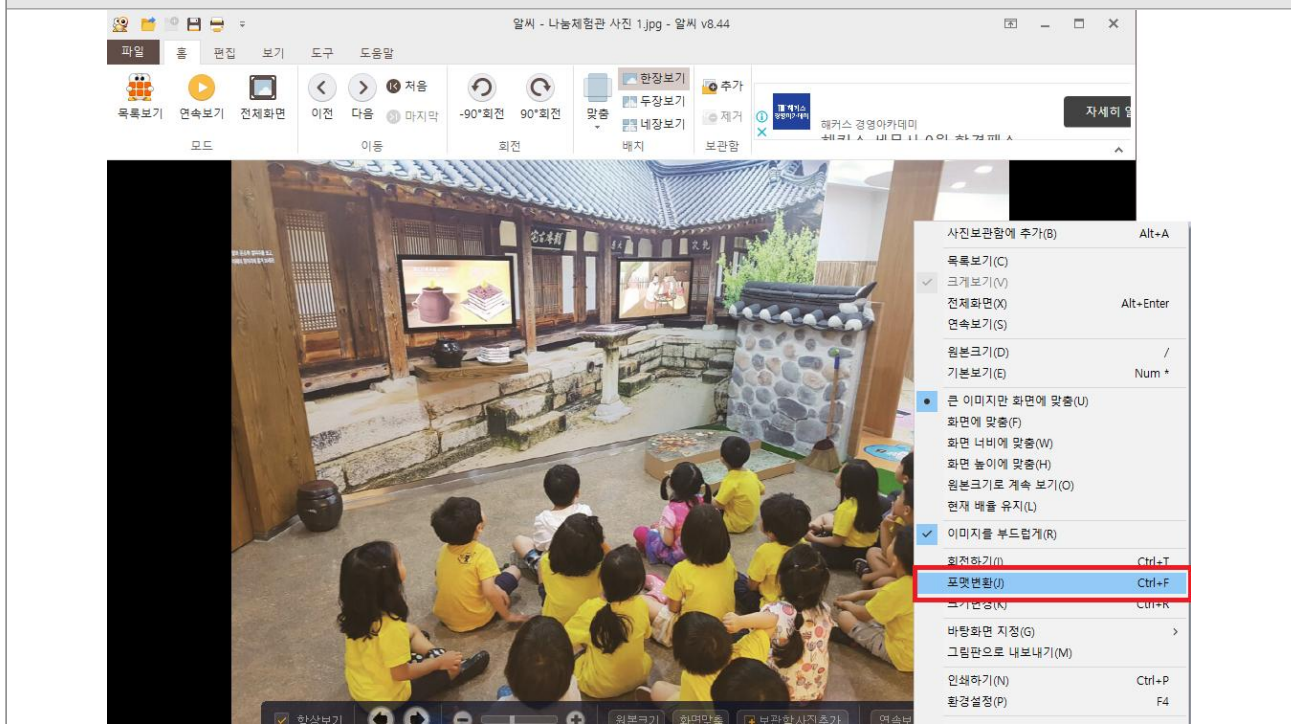 알씨 - 나눔체험관 사진 1.jpg - 알씨 v8.44
파일 홈 편집 보기 도구 도움말
목록보기 연속보기 전체화면
모드
이전 다음 처음 마지막
이동
-90°회전 90°회전
회전
맞춤
한장보기
두장보기
네장보기
배치
추가
제거
보관함
해커스 경영아카데미
자세히
사진보관함에 추가(B) Alt+A
목록보기(C)
크게보기(V)
전체화면(X) Alt+Enter
연속보기(S)
원본크기(D) /
기본보기(E) Num *
큰 이미지만 화면에 맞춤(U)
화면에 맞춤(F)
화면 너비에 맞춤(W)
화면 높이에 맞춤(H)
원본크기로 계속 보기(O)
현재 배율 유지(L)
이미지를 부드럽게(R)
회전하기(I) Ctrl+T
포맷변환(J) Ctrl+F
크기변경(K) Ctrl+R
바탕화면 지정(G)
그림판으로 내보내기(M)
인쇄하기(N) Ctrl+P
환경설정(P) F4
항상보기 원본크기 화면맞춤 보관함사진추가